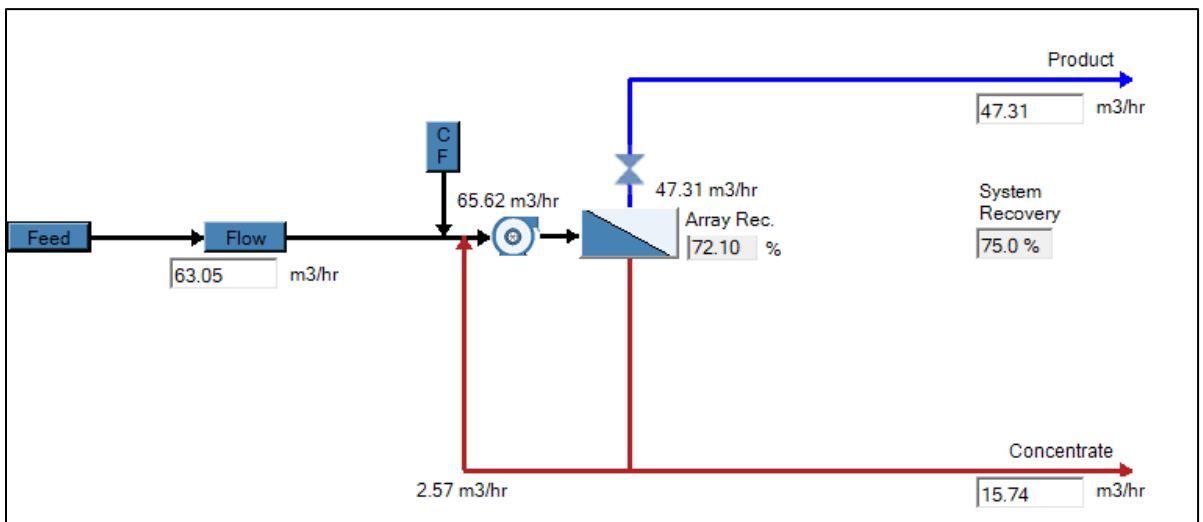 Product
47.31 m3/hr
C
F
65.62 m3/hr
47.31 m3/hr
System
Recovery
Array Rec.
Feed
Flow
72.10 %
75.0 %
63.05 m3/hr
Concentrate
2.57 m3/hr
15.74 m3/hr